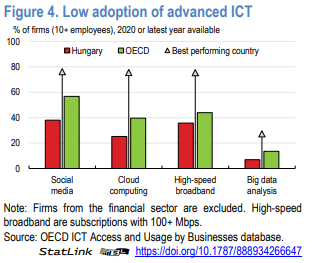 Figure 4. Low adoption of advanced ICT
% of firms (10+ employees), 2020 or latest year available
100
Hungary OECD Best performing country
80
60
40
20
0
Social media
Cloud computing
High-speed broadband
Big data analysis
Note: Firms from the financial sector are excluded. High-speed
broadband are subscriptions with 100+ Mbps.
Source: OECD ICT Access and Usage by Businesses database.
StatLink https://doi.org/10.1787/888934266647